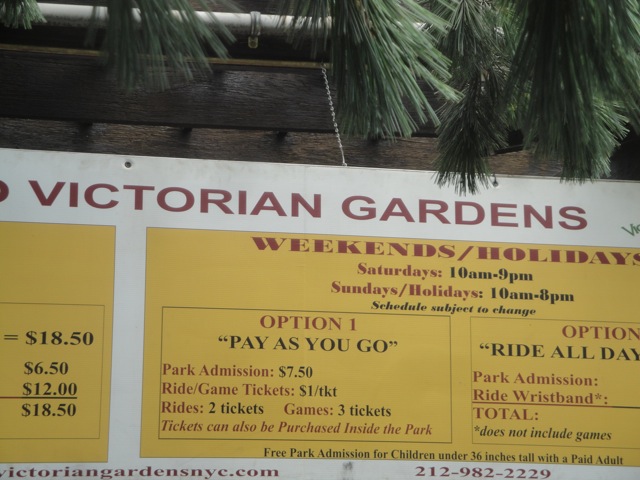 VICTORIAN GARDENS
= $18.50
$6.50
$12.00
$18.50
WEEKENDS/HOLIDAYS
Saturdays: 10am-9pm
Sundays/Holidays: 10am-8pm
Schedule subject to change
OPTION 1
“PAY AS YOU GO”
Park Admission: $7.50
Ride/Game Tickets: $1/tkt
Rides: 2 tickets Games: 3 tickets
Tickets can also be Purchased Inside the Park
OPTION
“RIDE ALL DAY
Park Admission:
Ride Wristband*:
TOTAL:
*does not include games
Free Park Admission for Children under 36 inches tall with a Paid Adult
victoriangardensnyc.com
212-982-2229